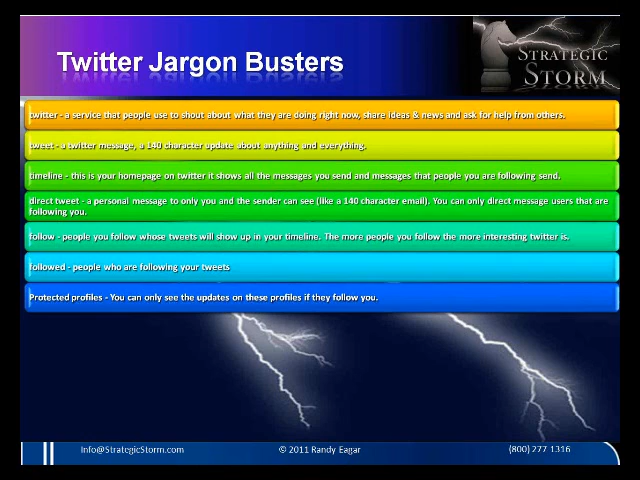 Twitter Jargon Busters
STRATEGIC
STORM
twitter - a service that people use to shout about what they are doing right now, share ideas & news and ask for help from others.
tweet - a twitter message, a 140 character update about anything and everything.
timeline - this is your homepage on twitter it shows all the messages you send and messages that people you are following send.
direct tweet - a personal message to only you and the sender can see (like a 140 character email). You can only direct message users that are
following you.
follow - people you follow whose tweets will show up in your timeline. The more people you follow the more interesting twitter is.
followed - people who are following your tweets
Protected profiles - You can only see the updates on these profiles if they follow you.
Info@StrategicStorm.com
© 2011 Randy Eagar
(800) 277 1316